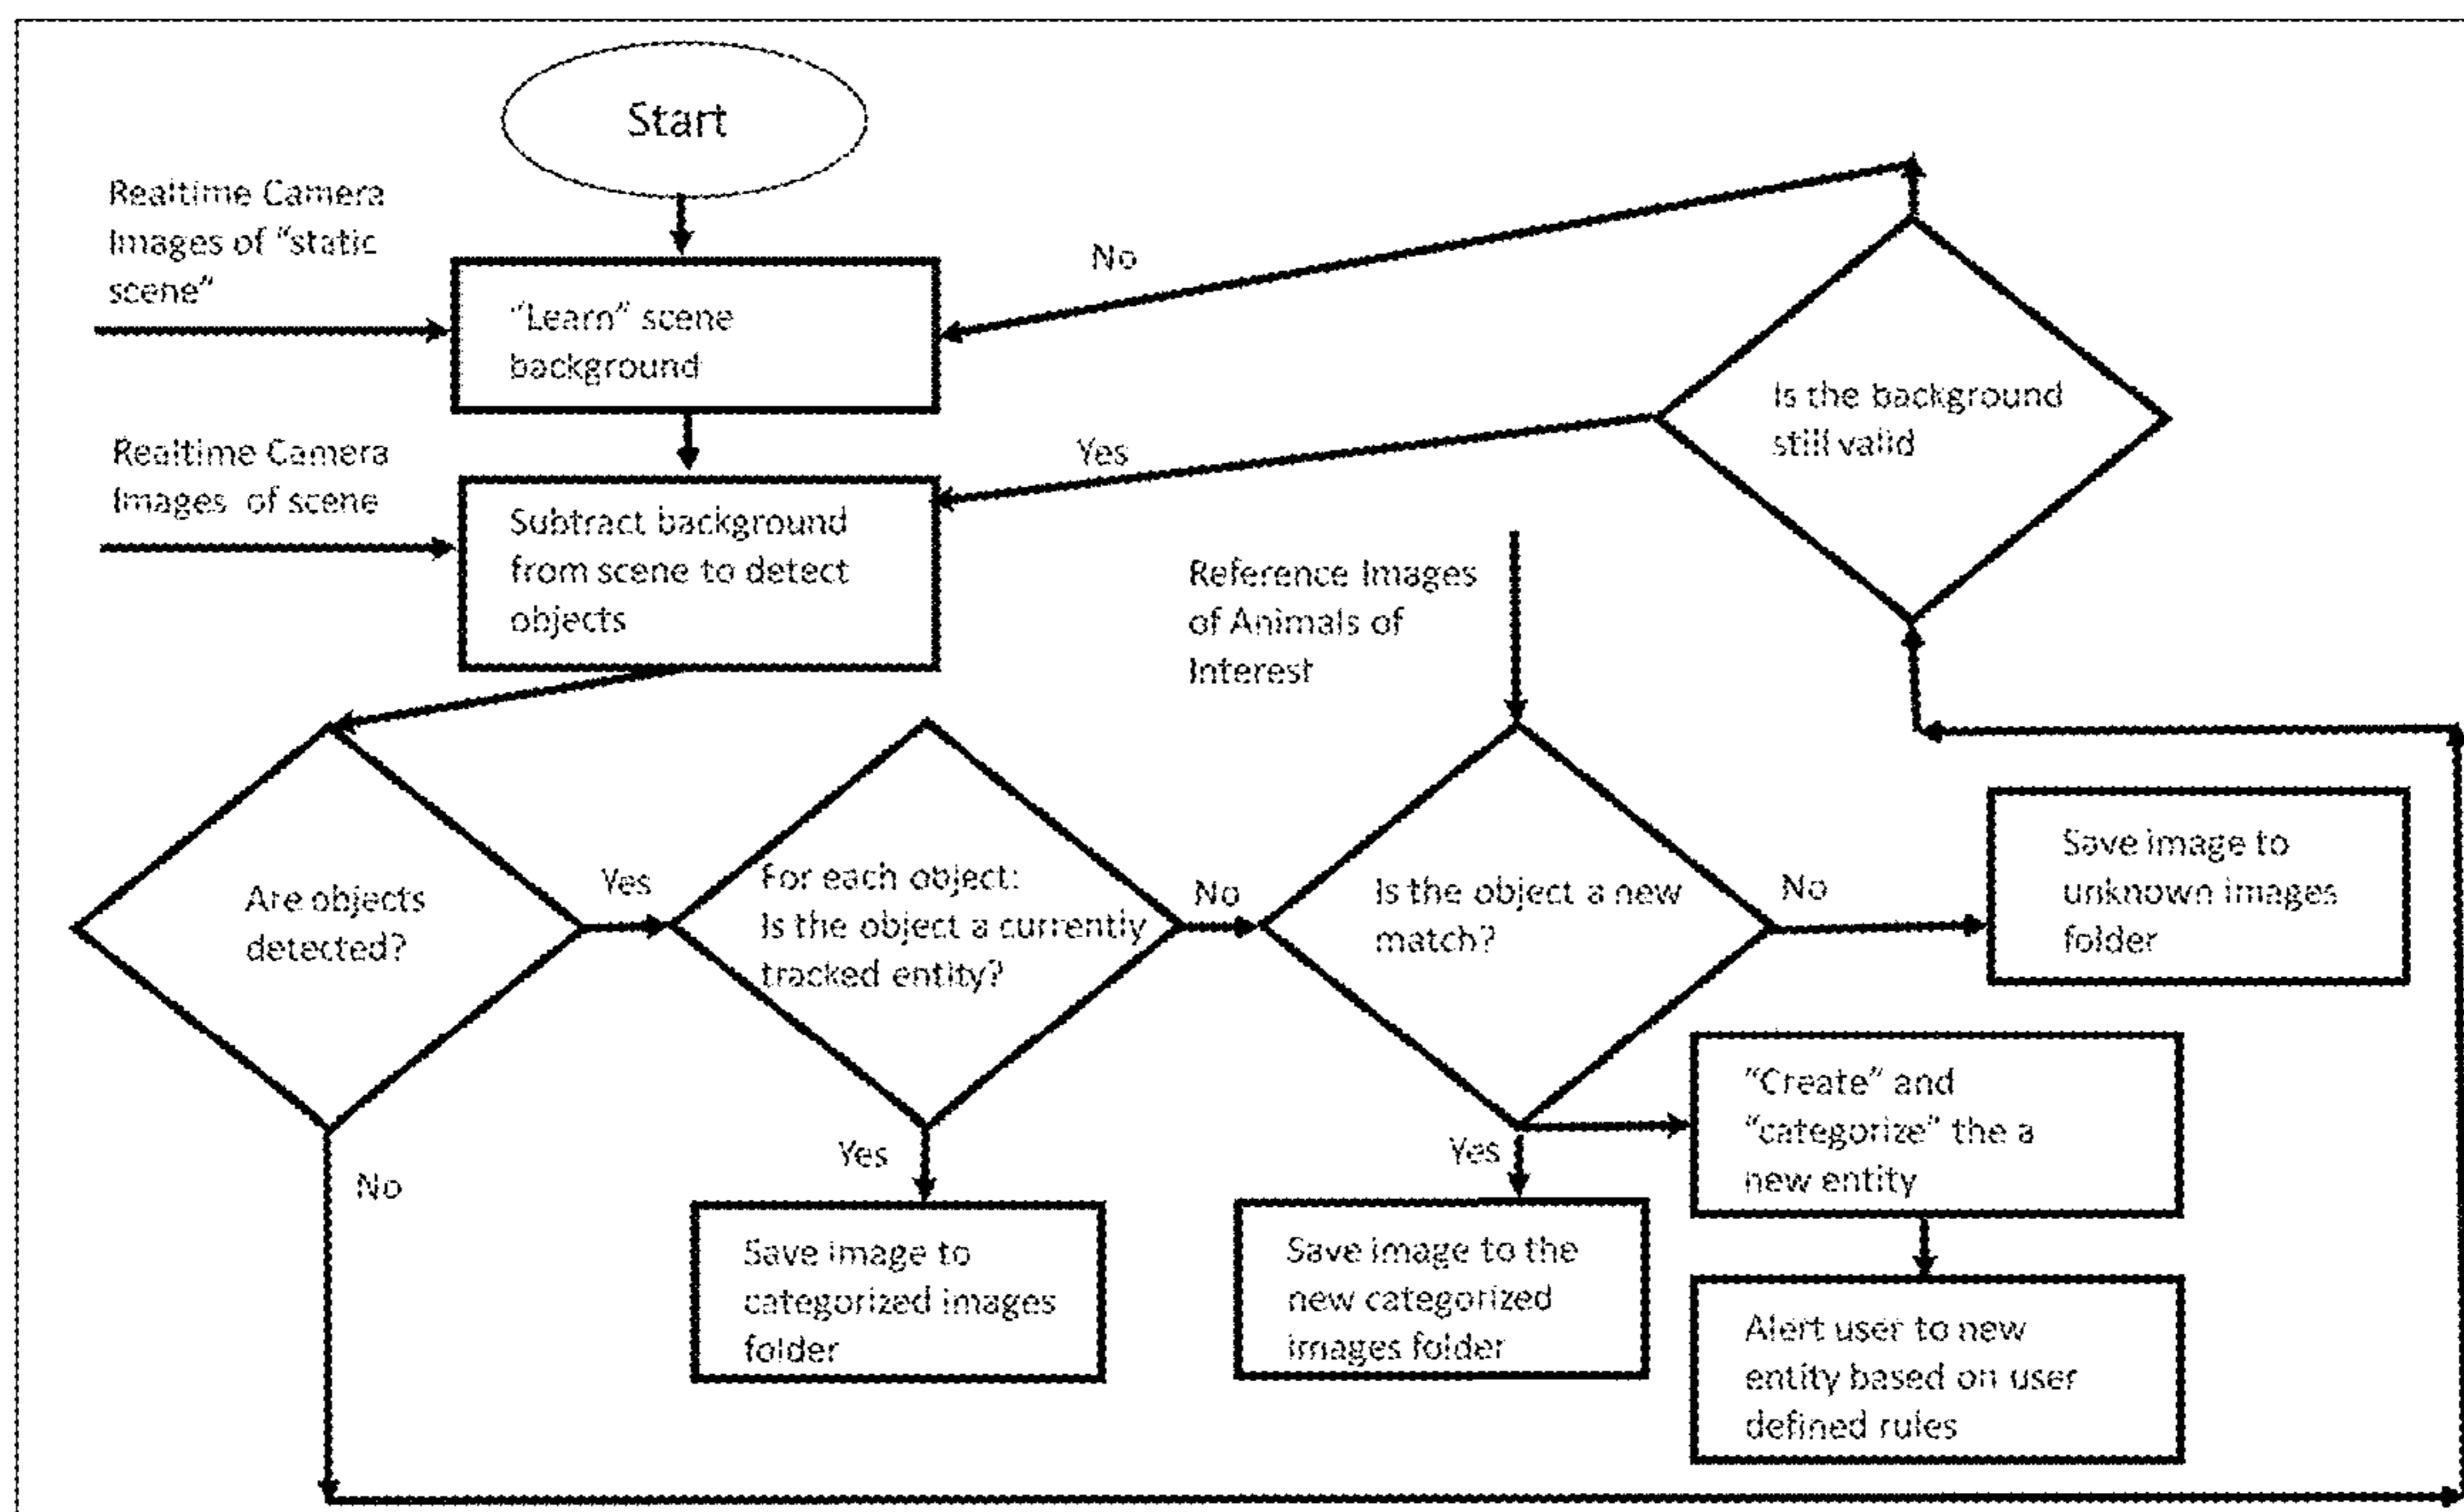 Start
Realtime Camera
Images of “static
scene”
“Learn” scene
background
No
Is the background
still valid
Realtime Camera
Images of scene
Yes
Subtract background
from scene to detect
objects
Reference Images
of Animals of
Interest
Are objects
detected?
Yes
For each object:
Is the object a currently
tracked entity?
No
Is the object a new
match?
No
Save image to
unknown images
folder
No
Yes
Save image to
categorized images
folder
Yes
Save image to the
new categorized
images folder
“Create” and
“categorize” the a
new entity
Alert user to new
entity based on user
defined rules